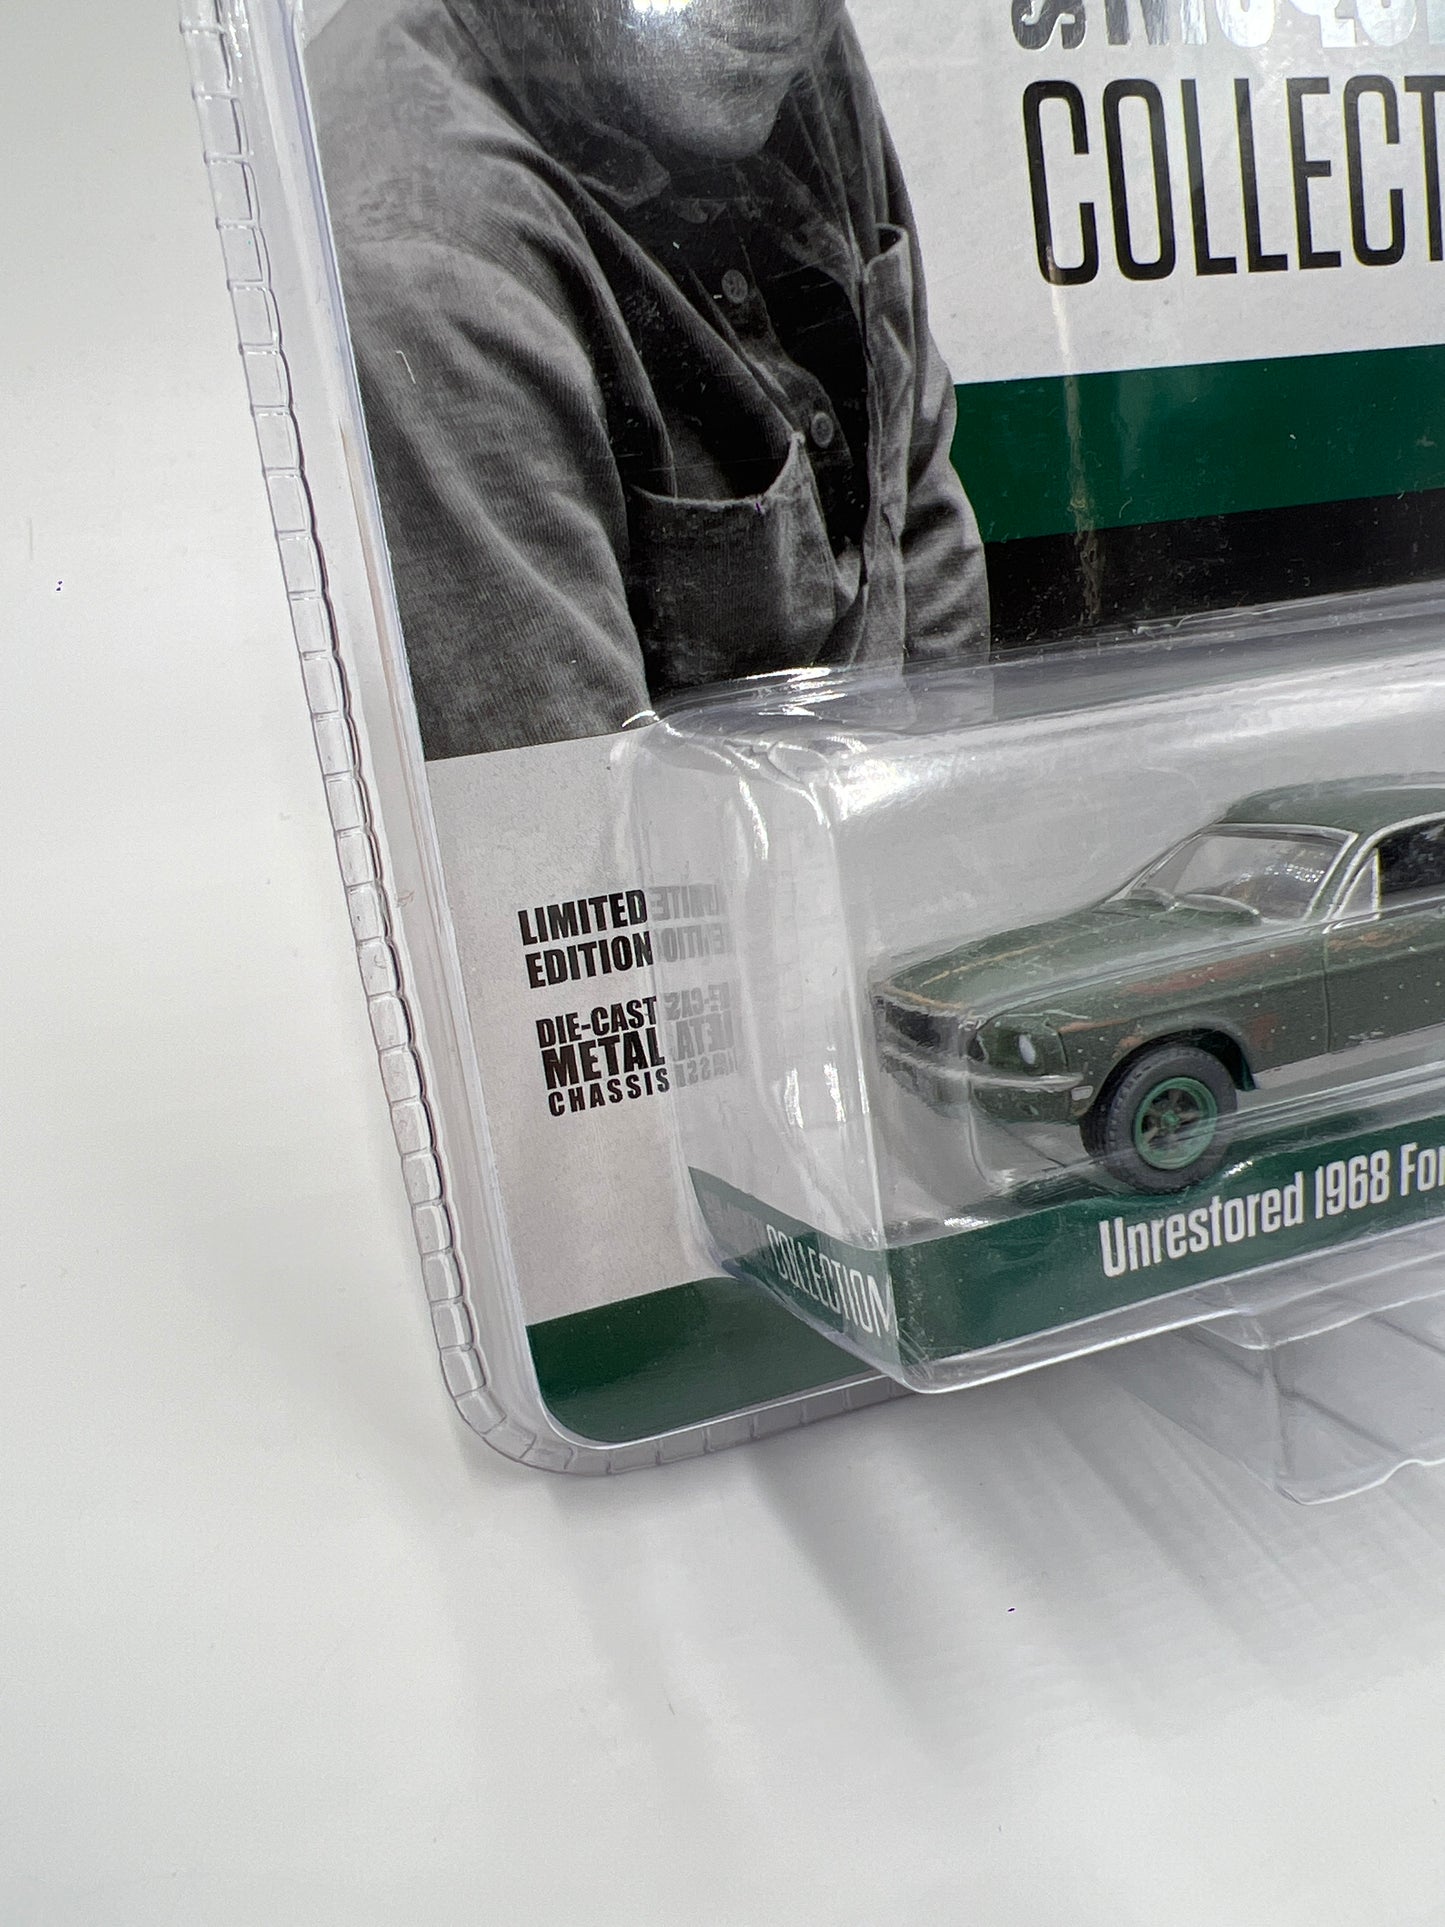 COLLECT
LIMITED
EDITION
DIE-CAST
METAL
CHASSIS
Unrestored 1968 For
COLLECTION